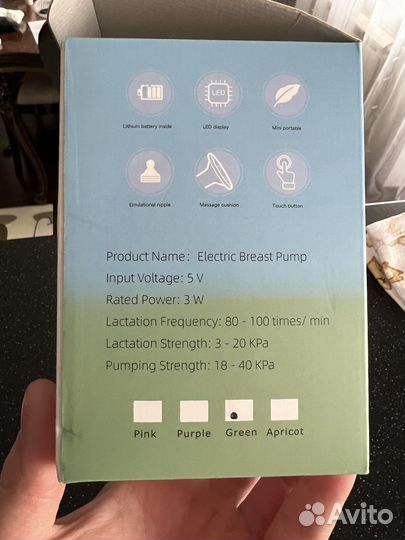 LED
Lithium battery inside
LED display
Mini portable
Emulational nipple
Massage cushion
Touch button
Product Name: Electric Breast Pump
Input Voltage: 5 V
Rated Power: 3 W
Lactation Frequency: 80 - 100 times/ min
Lactation Strength: 3 - 20 KPa
Pumping Strength: 18 - 40 KPa
Pink Purple Green Apricot
Avito